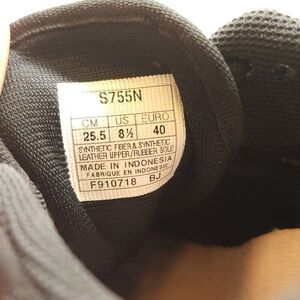 S755N
CM US EURO
25.5 8½ 40
SYNTHETIC FIBER & SYNTHETIC
LEATHER UPPER/RUBBER SOLE
MADE IN INDONESIA
FABRIQUE EN INDONESIE
F910718 BJ